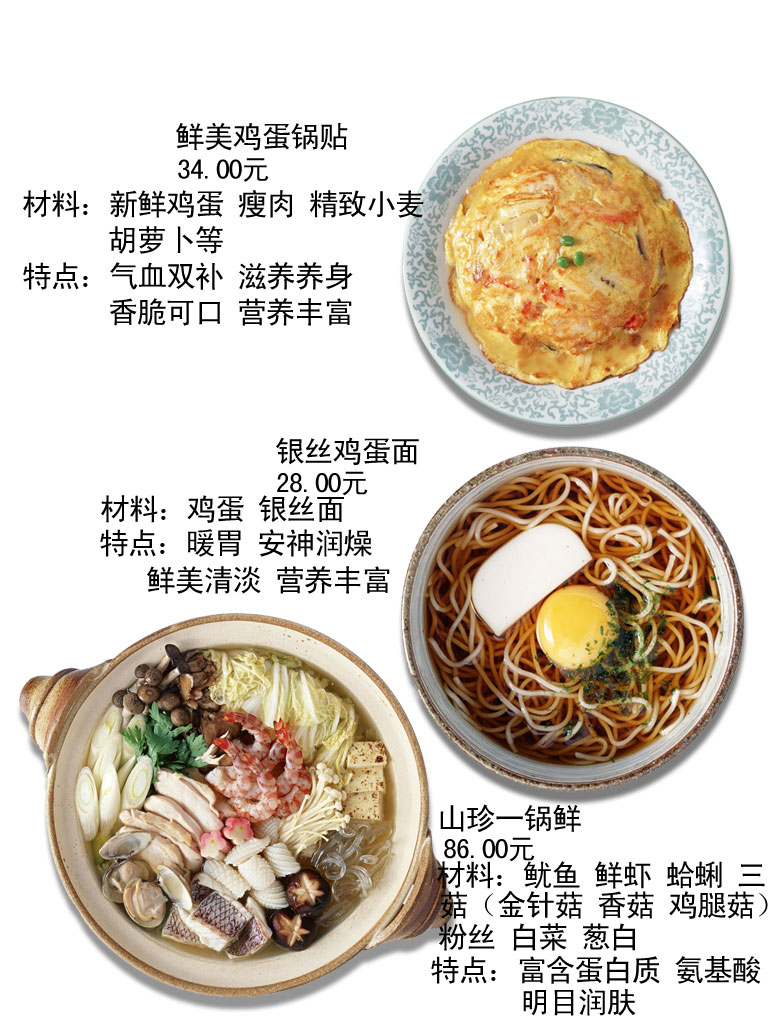 鲜美鸡蛋锅贴
34.00元
材料：新鲜鸡蛋 瘦肉 精致小麦
胡萝卜等
特点：气血双补 滋养养身
香脆可口 营养丰富
银丝鸡蛋面
28.00元
材料：鸡蛋 银丝面
特点：暖胃 安神润燥
鲜美清淡 营养丰富
山珍一锅鲜
86.00元
材料：鱿鱼 鲜虾 蛤蜊 三
菇（金针菇 香菇 鸡腿菇）
粉丝 白菜 葱白
特点：富含蛋白质 氨基酸
明目润肤